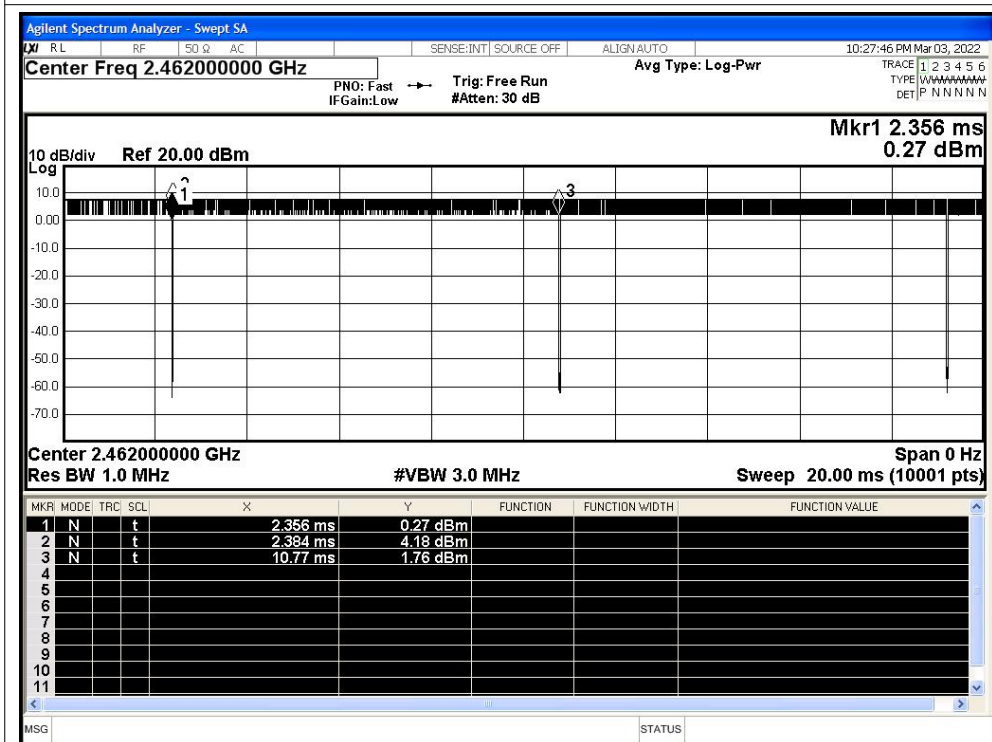 Agilent Spectrum Analyzer - Swept SA
LXI RL RF 50 Ω AC SENSE:INT SOURCE OFF ALIGN AUTO 10:27:46 PM Mar 03, 2022
Center Freq 2.462000000 GHz Avg Type: Log-Pwr TRACE 1 2 3 4 5 6
PNO: Fast Trig: Free Run TYPE
IFGain:Low #Atten: 30 dB DET P N N N N N
Mkr1 2.356 ms
10 dB/div Ref 20.00 dBm 0.27 dBm
Log
10.0
0.00
-10.0
-20.0
-30.0
-40.0
-50.0
-60.0
-70.0
1
3
Center 2.462000000 GHz Span 0 Hz
Res BW 1.0 MHz #VBW 3.0 MHz Sweep 20.00 ms (10001 pts)
MKR MODE TRC SCL X Y FUNCTION FUNCTION WIDTH FUNCTION VALUE
1 N t 2.356 ms 0.27 dBm
2 N t 2.384 ms 4.18 dBm
3 N t 10.77 ms 1.76 dBm
4
5
6
7
8
9
10
11
MSG STATUS